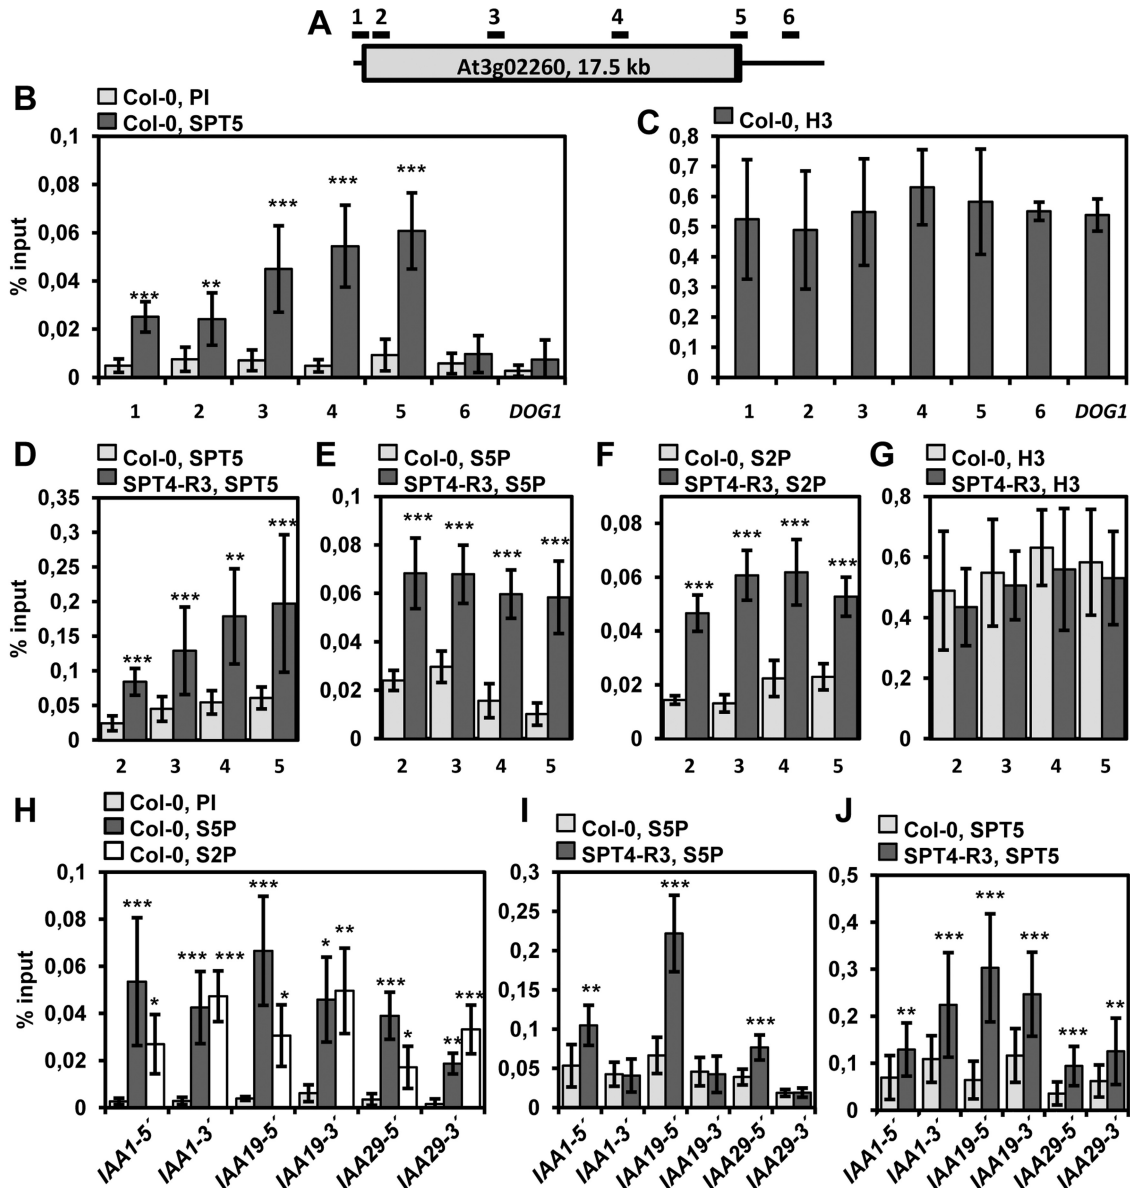 A
1 2 3 4 5 6
At3g02260, 17.5 kb
B
Col-0, PI
Col-0, SPT5
% input
0,1
0,08
0,06
0,04
0,02
0
*** ** *** *** ***
1 2 3 4 5 6 DOG1
C
Col-0, H3
0,8
0,7
0,6
0,5
0,4
0,3
0,2
0,1
0
1 2 3 4 5 6 DOG1
D
Col-0, SPT5
SPT4-R3, SPT5
% input
0,35
0,3
0,25
0,2
0,15
0,1
0,05
0
*** *** ** ***
2 3 4 5
E
Col-0, S5P
SPT4-R3, S5P
0,1
0,08
0,06
0,04
0,02
0
*** *** *** ***
2 3 4 5
F
Col-0, S2P
SPT4-R3, S2P
0,08
0,06
0,04
0,02
0
*** *** *** ***
2 3 4 5
G
Col-0, H3
SPT4-R3, H3
0,8
0,6
0,4
0,2
0
2 3 4 5
H
Col-0, PI
Col-0, S5P
Col-0, S2P
% input
0,1
0,08
0,06
0,04
0,02
0
*** * *** *** *** * * ** *** * ** ***
IAA1-5´ IAA1-3´ IAA19-5´ IAA19-3´ IAA29-5´ IAA29-3´
I
Col-0, S5P
SPT4-R3, S5P
0,3
0,25
0,2
0,15
0,1
0,05
0
** *** ***
IAA1-5´ IAA1-3´ IAA19-5´ IAA19-3´ IAA29-5´ IAA29-3´
J
Col-0, SPT5
SPT4-R3, SPT5
0,5
0,4
0,3
0,2
0,1
0
** *** *** *** *** **
IAA1-5´ IAA1-3´ IAA19-5´ IAA19-3´ IAA29-5´ IAA29-3´